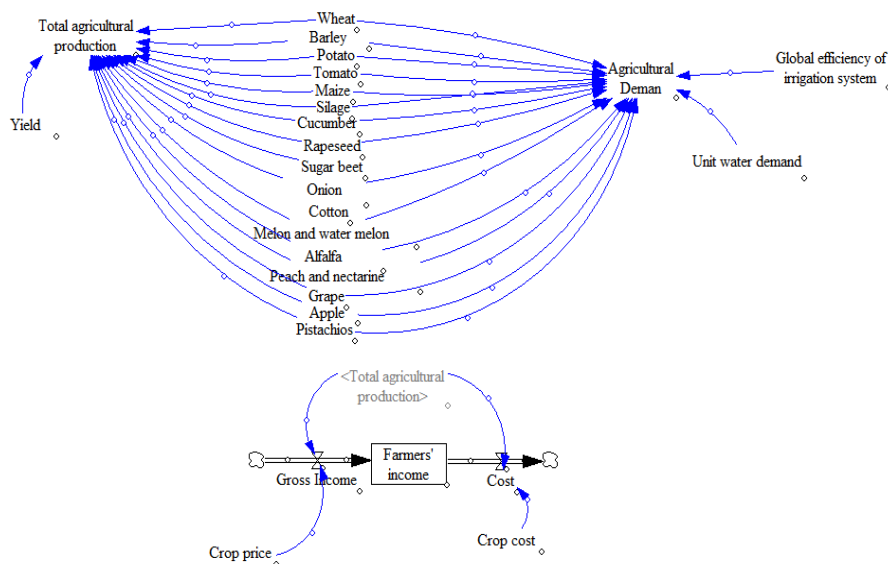 Total agricultural
production
Yield
Wheat
Barley
Potato
Tomato
Maize
Silage
Cucumber
Rapeseed
Sugar beet
Onion
Cotton
Melon and water melon
Alfalfa
Peach and nectarine
Grape
Apple
Pistachios
Agricultural
Deman
Global efficiency of
irrigation system
Unit water demand
<Total agricultural
production>
Gross Income
Farmers'
income
Cost
Crop price
Crop cost